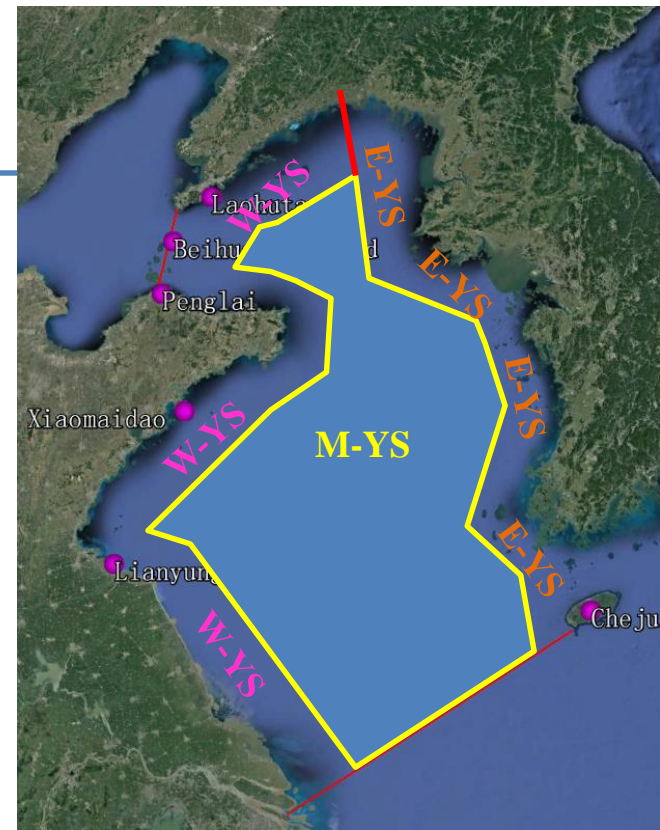 E-YS
W-YS
Laohuta
Beihu
d
E-YS
Penglai
E-YS
Xiaomaidao
W-YS
M-YS
E-YS
Lianyung
Cheju
W-YS